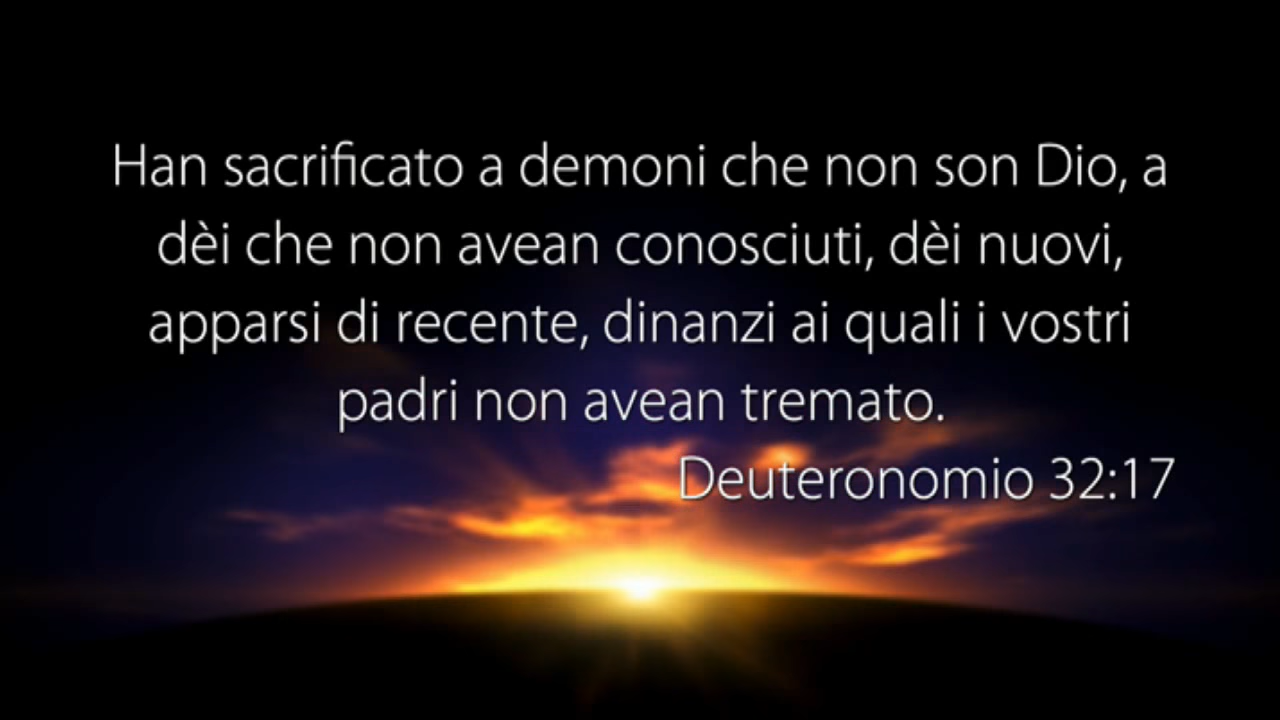 Han sacrificato a demoni che non son Dio, a
dèi che non avean conosciuti, dèi nuovi,
apparsi di recente, dinanzi ai quali i vostri
padri non avean tremato.
Deuteronomio 32:17